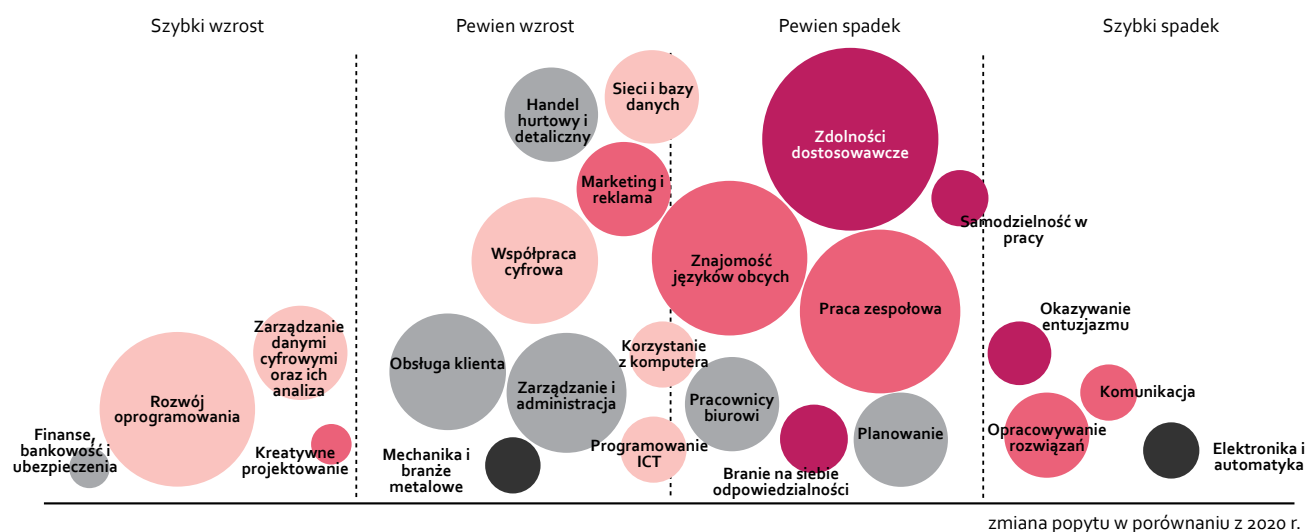 Szybki wzrost
Pewien wzrost
Pewien spadek
Szybki spadek
Handel
hurtowy i
detaliczny
Sieci i bazy
danych
Zdolności
dostosowawcze
Marketing i
reklama
Samodzielność w
pracy
Współpraca
cyfrowa
Znajomość
języków obcych
Praca zespołowa
Okazywanie
entuzjazmu
Zarządzanie
danymi
cyfrowymi
oraz ich
analiza
Obsługa klienta
Korzystanie
z komputera
Zarządzanie i
administracja
Rozwój
oprogramowania
Pracownicy
biurowi
Komunikacja
Finanse,
bankowość i
ubezpieczenia
Kreatywne
projektowanie
Mechanika i
branże
metalowe
Programowanie
ICT
Branie na siebie
odpowiedzialności
Planowanie
Opracowywanie
rozwiązań
Elektronika i
automatyka
zmiana popytu w porównaniu z 2020 r.